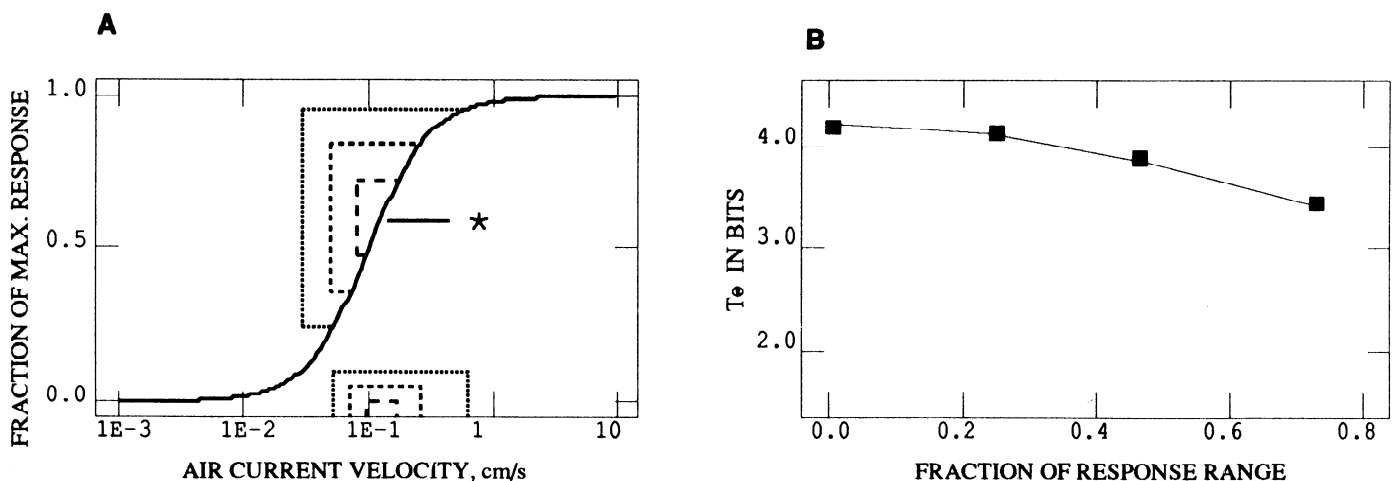 A
FRACTION OF MAX. RESPONSE
1.0
0.5
0.0
1E-3 1E-2 1E-1 1 10
AIR CURRENT VELOCITY, cm/s
B
TΘ IN BITS
4.0
3.0
2.0
0.0 0.2 0.4 0.6 0.8
FRACTION OF RESPONSE RANGE